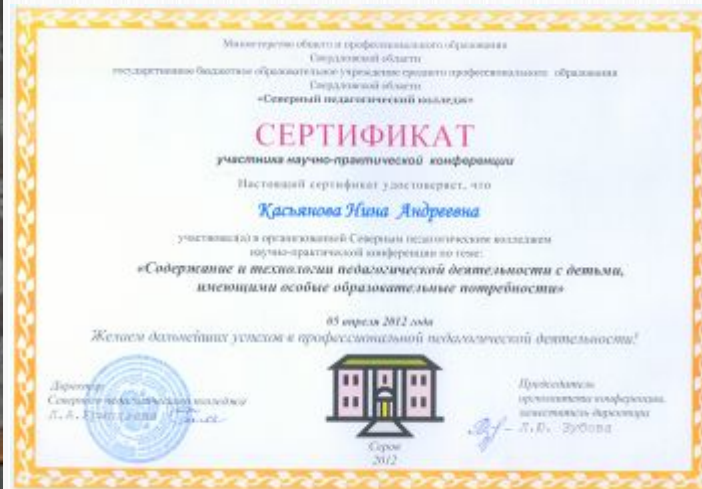 Министерство общего и профессионального образования
Свердловской области
государственное бюджетное образовательное учреждение среднего профессионального образования
Свердловской области
«Северный педагогический колледж»
СЕРТИФИКАТ
участника научно-практической конференции
Настоящий сертификат удостоверяет, что
Касьянова Нина Андреевна
участвовал(а) в организованной Северным педагогическим колледжем
научно-практической конференции по теме:
«Содержание и технологии педагогической деятельности с детьми,
имеющими особые образовательные потребности»
05 апреля 2012 года
Желаем дальнейших успехов в профессиональной педагогической деятельности!
Директор
Северного педагогического колледжа
Председатель
оргкомитета конференции,
заместитель директора
Л.Ю. Зубова
Серов
2012